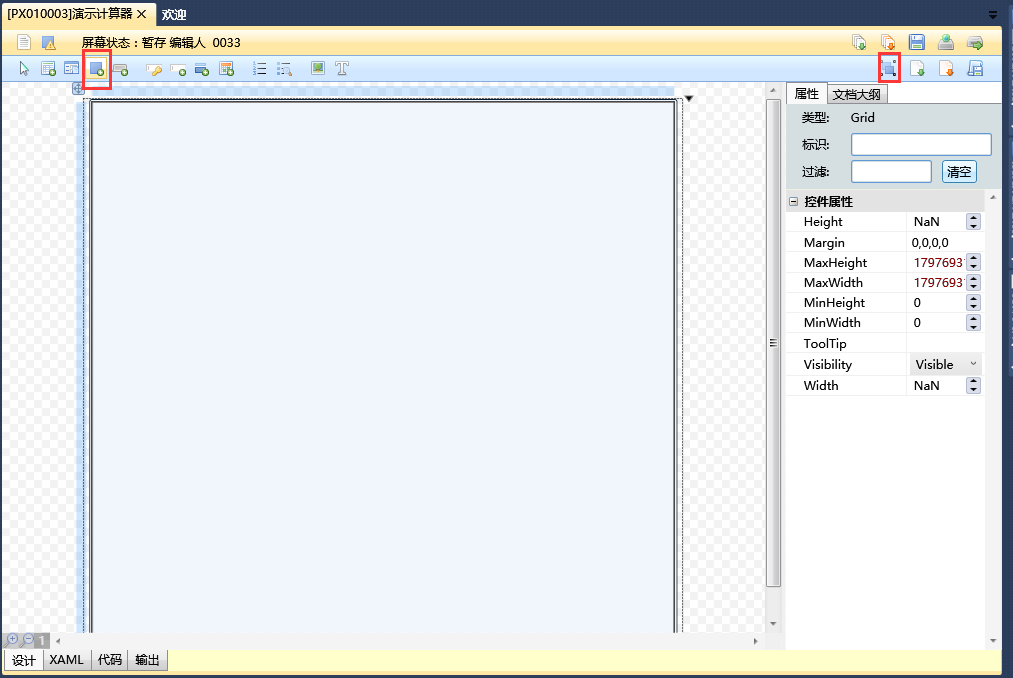 [PX010003]演示计算器 欢迎
屏幕状态：暂存 编辑人 0033
属性 文档大纲
类型: Grid
标识:
过滤: 清空
控件属性
Height NaN
Margin 0,0,0,0
MaxHeight 1797693
MaxWidth 1797693
MinHeight 0
MinWidth 0
ToolTip
Visibility Visible
Width NaN
1
设计 XAML 代码 输出